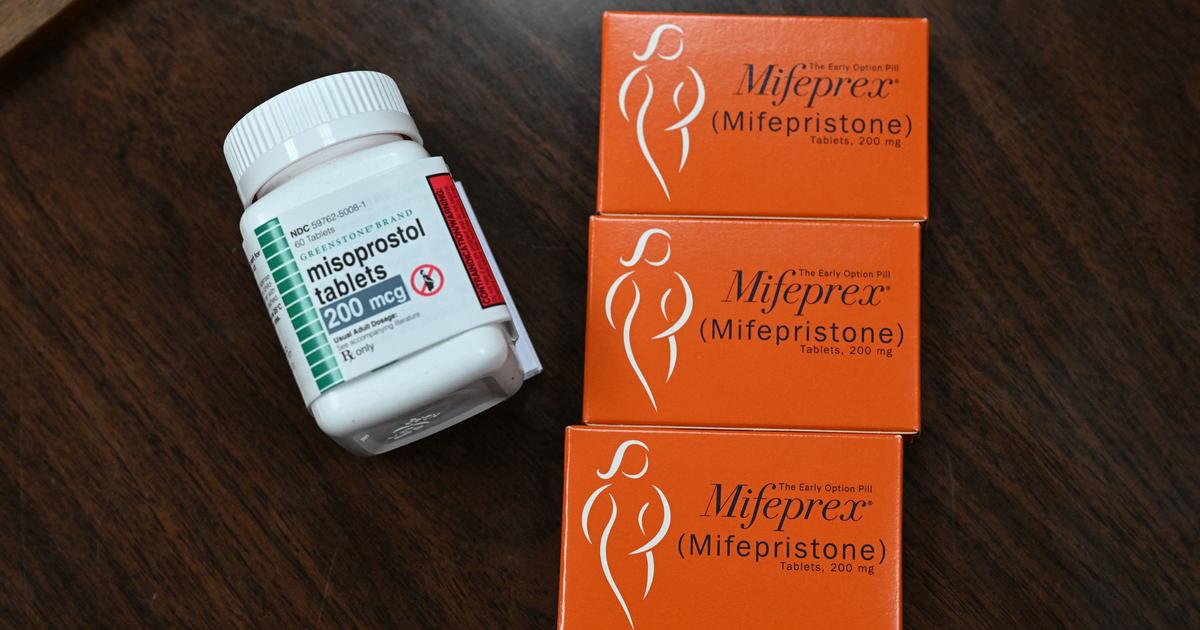 NDC 59762-5008-1
60 Tablets
GREENSTONE® BRAND
misoprostol
tablets
200 mcg
Usual Adult Dosage:
See accompanying literature
Rx only
CONTRAINDICATION/WARNING:
The Early Option Pill
Mifeprex®
(Mifepristone)
Tablets, 200 mg
The Early Option Pill
Mifeprex®
(Mifepristone)
Tablets, 200 mg
The Early Option Pill
Mifeprex®
(Mifepristone)
Tablets, 200 mg